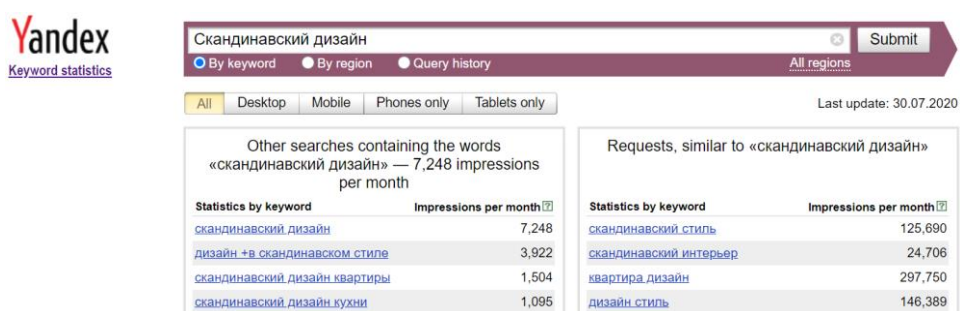 Yandex
Keyword statistics
Скандинавский дизайн
Submit
By keyword By region Query history All regions
All Desktop Mobile Phones only Tablets only
Last update: 30.07.2020
Other searches containing the words
«скандинавский дизайн» — 7,248 impressions
per month
Statistics by keyword Impressions per month ?
скандинавский дизайн 7,248
дизайн +в скандинавском стиле 3,922
скандинавский дизайн квартиры 1,504
скандинавский дизайн кухни 1,095
Requests, similar to «скандинавский дизайн»
Statistics by keyword Impressions per month ?
скандинавский стиль 125,690
скандинавский интерьер 24,706
квартира дизайн 297,750
дизайн стиль 146,389